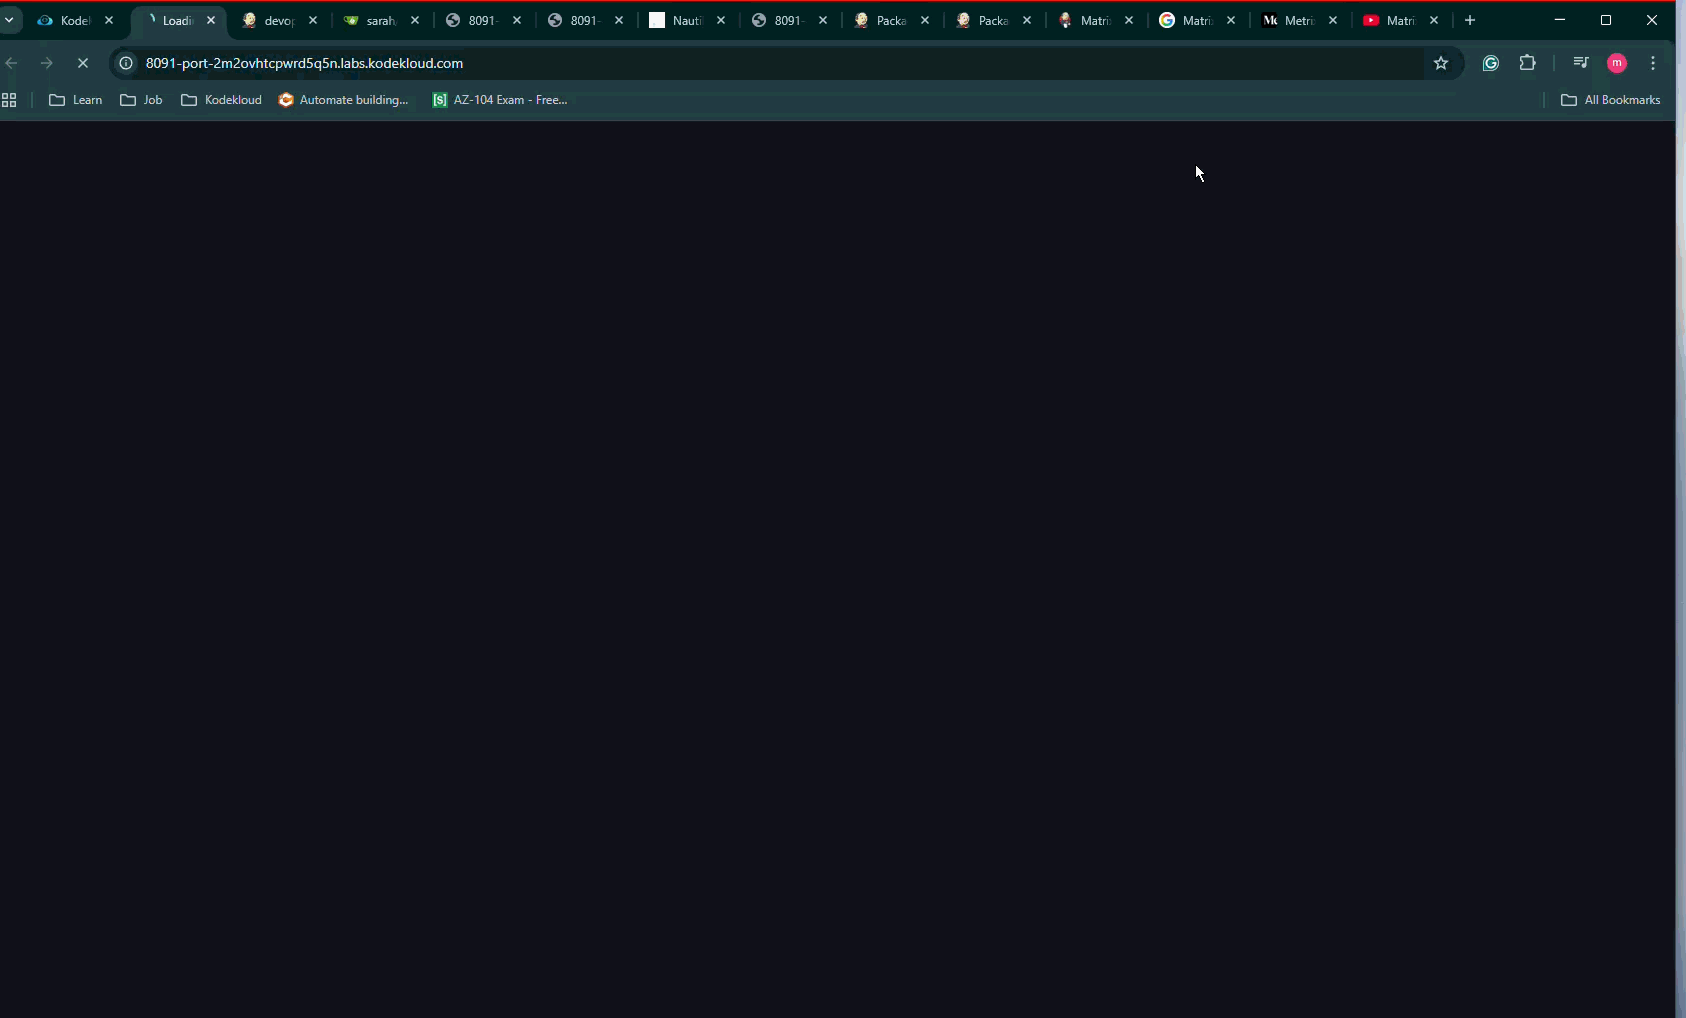 Kodel Loadi devop sarah, 8091- 8091- Nauti 8091- Packa Packa Matri Matri Metri Matri
8091-port-2m2ovhtcpwrd5q5n.labs.kodekloud.com m
Learn Job Kodekloud Automate building... [S] AZ-104 Exam - Free... All Bookmarks